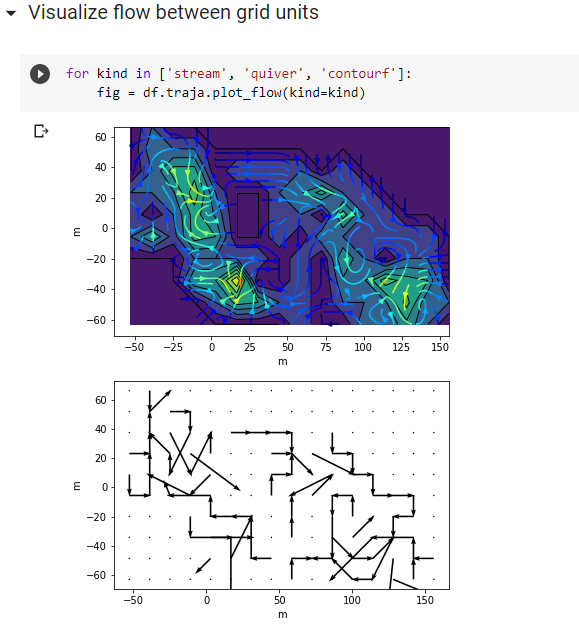 Visualize flow between grid units
for kind in ['stream', 'quiver', 'contourf']:
    fig = df.traja.plot_flow(kind=kind)
60
40
20
0
−20
−40
−60
m
−50 −25 0 25 50 75 100 125 150
m
60
40
20
0
−20
−40
−60
m
−50 0 50 100 150
m